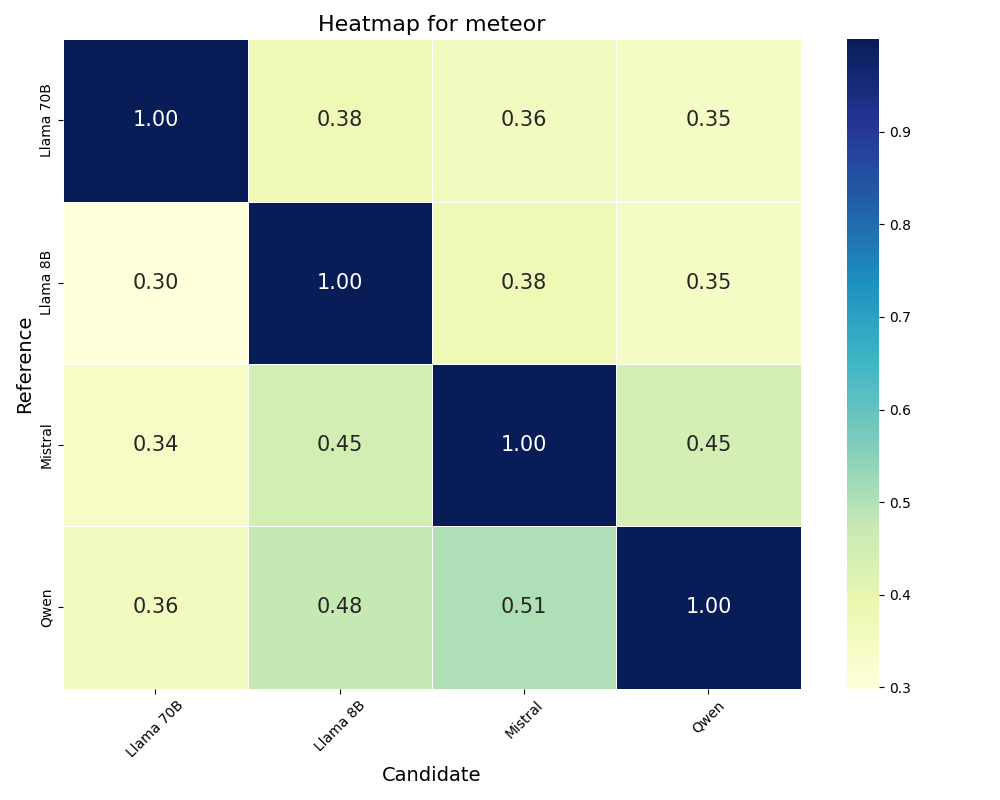 Heatmap for meteor
Reference
Llama 70B
1.00
0.38
0.36
0.35
Llama 8B
0.30
1.00
0.38
0.35
Mistral
0.34
0.45
1.00
0.45
Qwen
0.36
0.48
0.51
1.00
Llama 70B
Llama 8B
Mistral
Qwen
Candidate
0.9
0.8
0.7
0.6
0.5
0.4
0.3